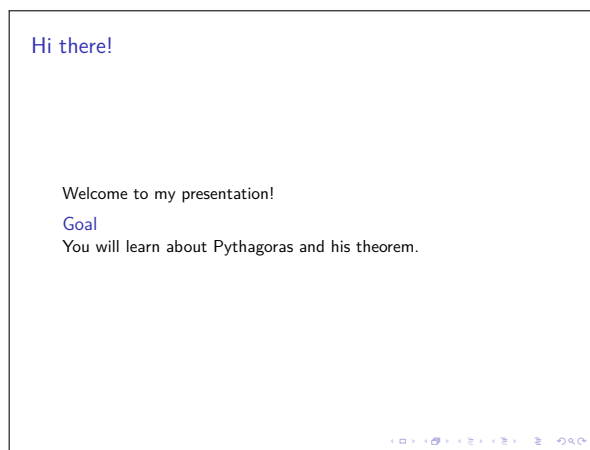 Hi there!
Welcome to my presentation!
Goal
You will learn about Pythagoras and his theorem.